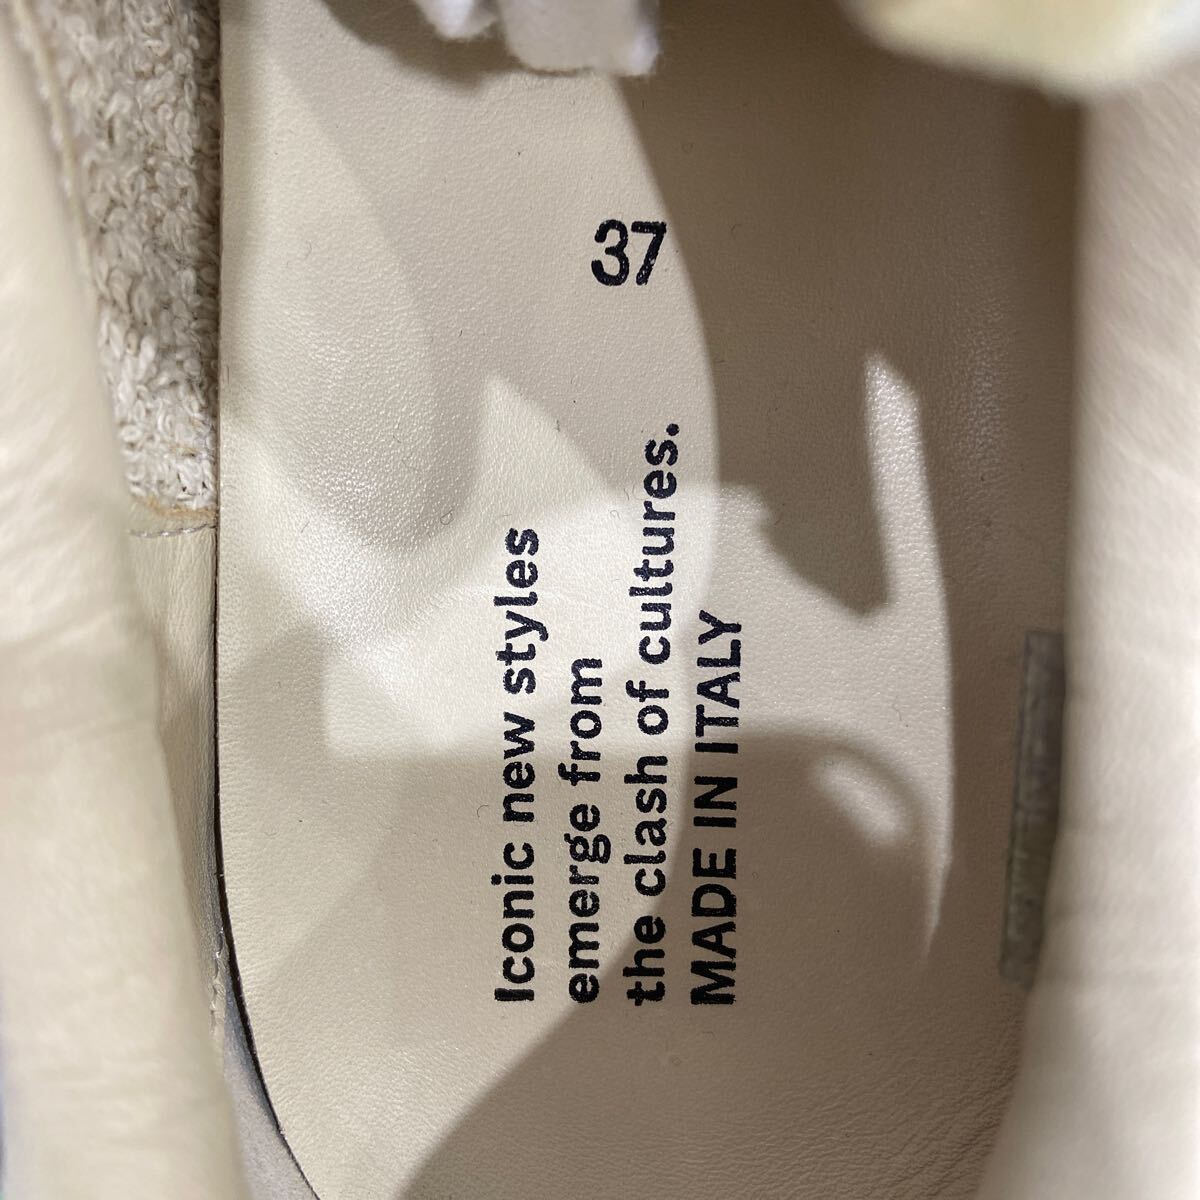 37
Iconic new styles
emerge from
the clash of cultures.
MADE IN ITALY